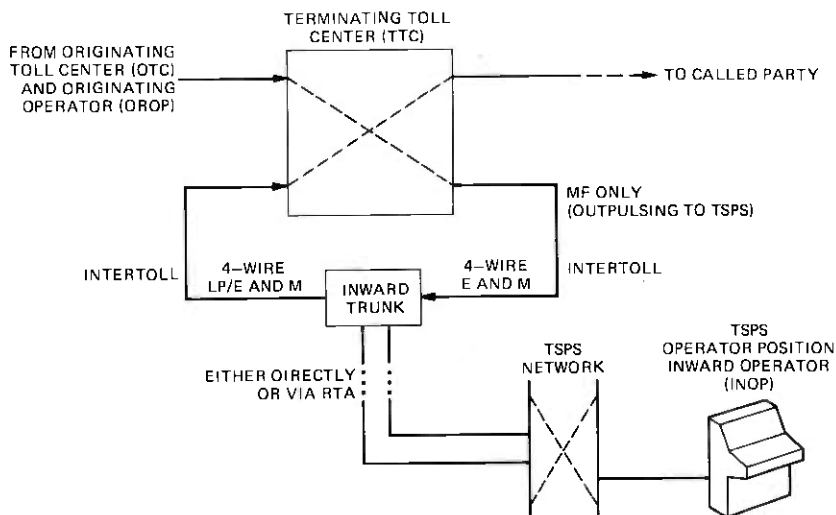 TERMINATING TOLL
CENTER (TTC)
FROM ORIGINATING
TOLL CENTER (OTC)
AND ORIGINATING
OPERATOR (OROP)
TO CALLED PARTY
MF ONLY
(OUTPULSING TO TSPS)
INTERTOLL
4-WIRE
LP/E AND M
INWARD
TRUNK
4-WIRE
E AND M
INTERTOLL
EITHER DIRECTLY
OR VIA RTA
TSPS
NETWORK
TSPS
OPERATOR POSITION
INWARD OPERATOR
(INOP)